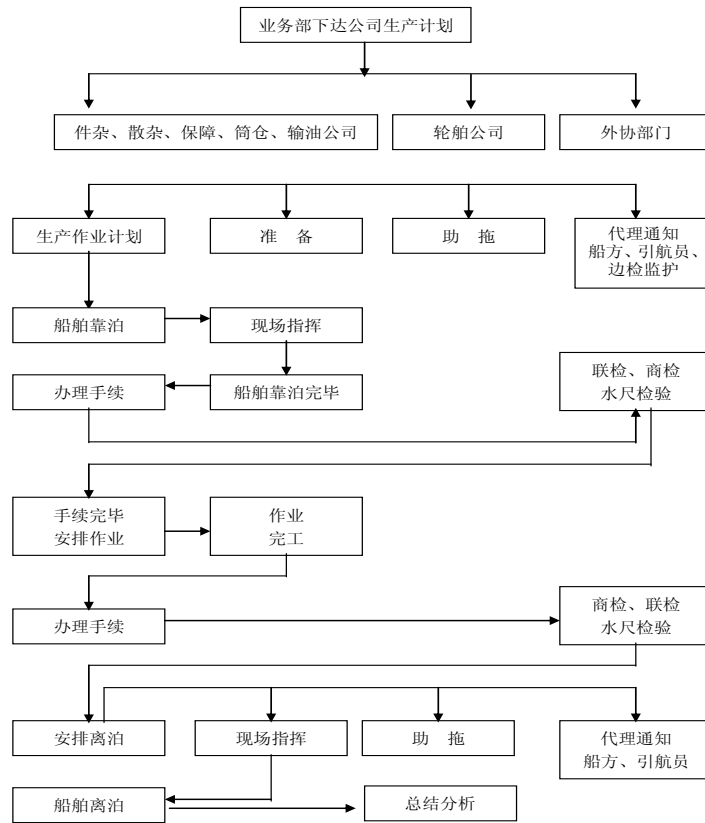 业务部下达公司生产计划
件杂、散杂、保障、筒仓、输油公司
轮舶公司
外协部门
生产作业计划
准 备
助 拖
代理通知
船方、引航员、
边检监护
船舶靠泊
现场指挥
办理手续
船舶靠泊完毕
联检、商检
水尺检验
手续完毕
安排作业
作业
完工
办理手续
商检、联检
水尺检验
安排离泊
现场指挥
助 拖
代理通知
船方、引航员
船舶离泊
总结分析